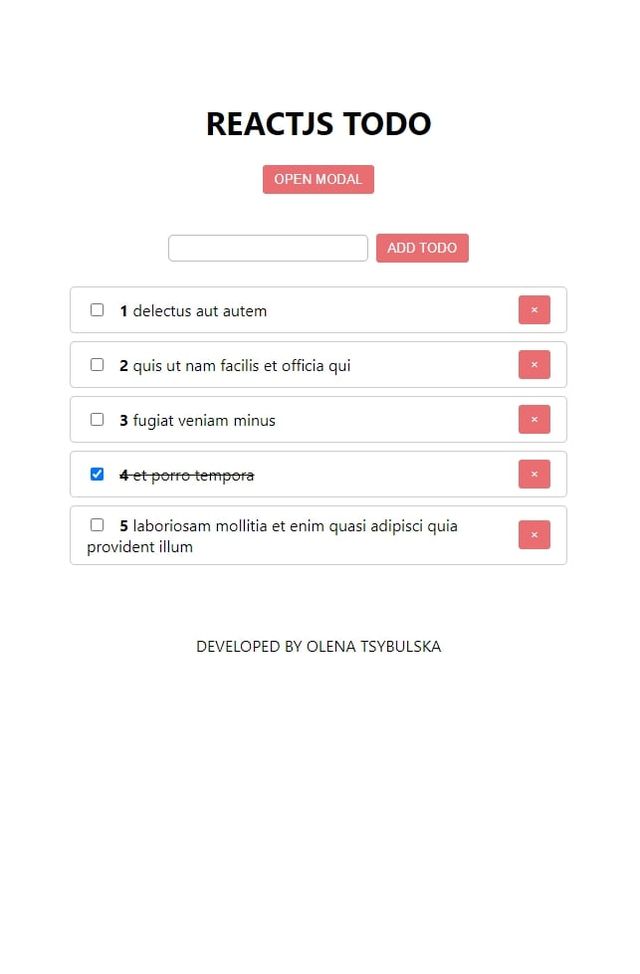 REACTJS TODO
OPEN MODAL
ADD TODO
1 delectus aut autem ×
2 quis ut nam facilis et officia qui ×
3 fugiat veniam minus ×
4 et porro tempora ×
5 laboriosam mollitia et enim quasi adipisci quia ×
provident illum
DEVELOPED BY OLENA TSYBULSKA